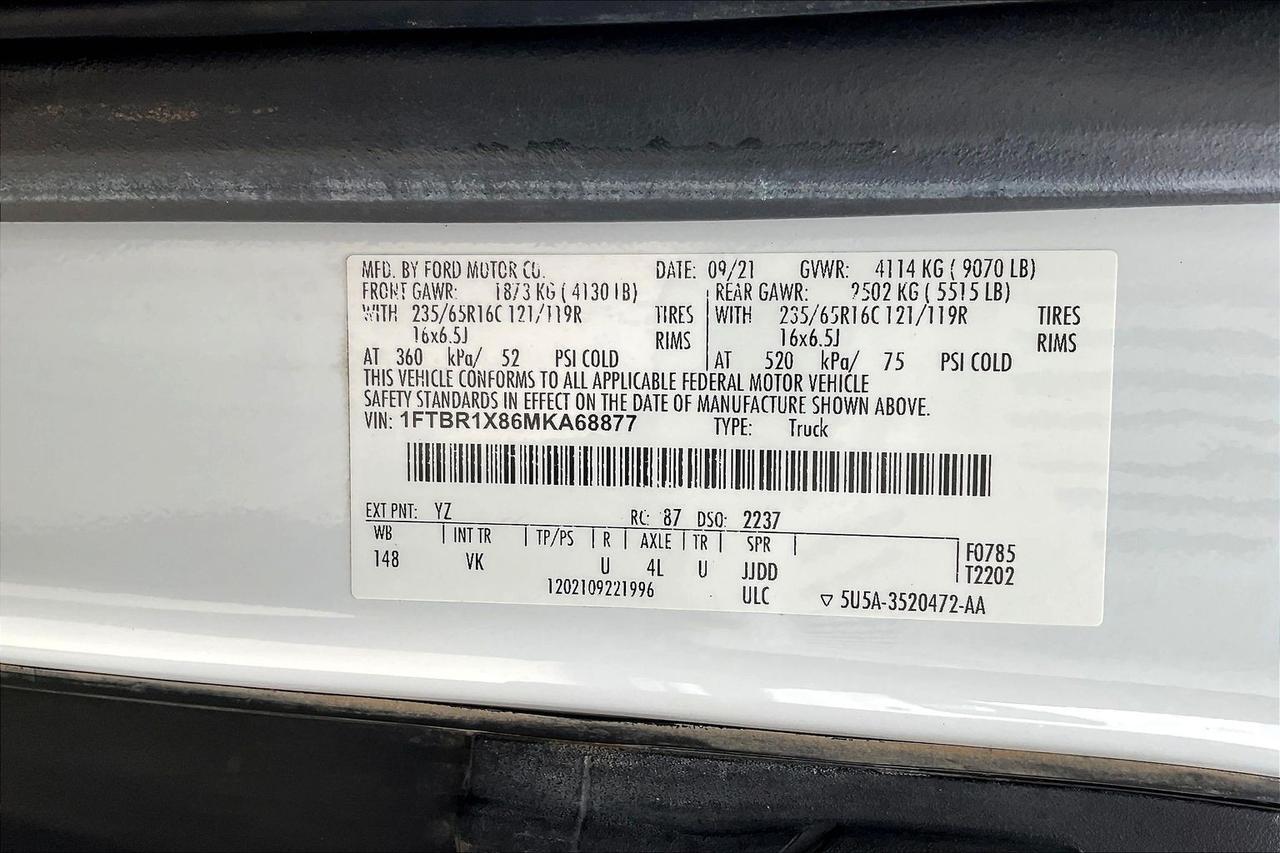 MFD. BY FORD MOTOR CO. DATE: 09/21 GVWR: 4114 KG ( 9070 LB)
FRONT GAWR: 1873 KG ( 4130 LB) REAR GAWR: 2502 KG ( 5515 LB)
WITH 235/65R16C 121/119R TIRES WITH 235/65R16C 121/119R TIRES
16x6.5J RIMS 16x6.5J RIMS
AT 360 kPa/ 52 PSI COLD AT 520 kPa/ 75 PSI COLD
THIS VEHICLE CONFORMS TO ALL APPLICABLE FEDERAL MOTOR VEHICLE
SAFETY STANDARDS IN EFFECT ON THE DATE OF MANUFACTURE SHOWN ABOVE.
VIN: 1FTBR1X86MKA68877 TYPE: Truck
EXT PNT: YZ RC: 87 DSO: 2237
WB INT TR TP/PS R AXLE TR SPR F0785
148 VK U 4L U JJDD T2202
1202109221996 ULC ▽ 5U5A-3520472-AA